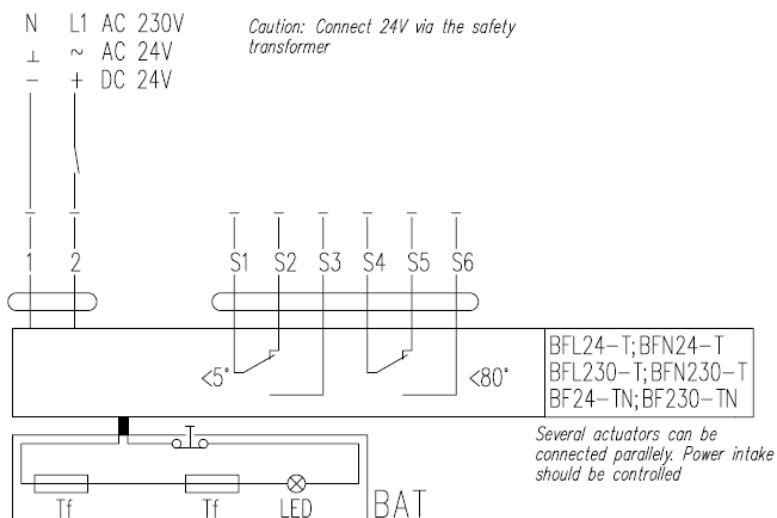 N L1 AC 230V
⊥ ~ AC 24V
− + DC 24V
Caution: Connect 24V via the safety
transformer
1 2 S1 S2 S3 S4 S5 S6
<5° <80°
BFL24-T;BFN24-T
BFL230-T;BFN230-T
BF24-TN;BF230-TN
Several actuators can be
connected parallely. Power intake
should be controlled
Tf Tf LED BAT